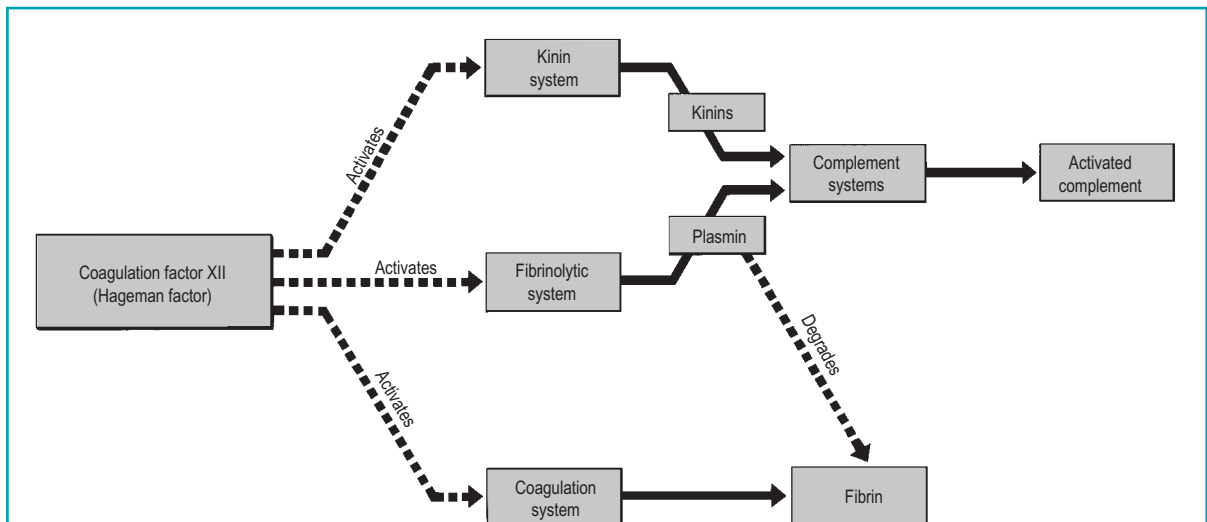 Kinin
system
Kinins
Activates
Complement
systems
Activated
complement
Plasmin
Coagulation factor XII
(Hageman factor)
Activates
Fibrinolytic
system
Degrades
Activates
Coagulation
system
Fibrin